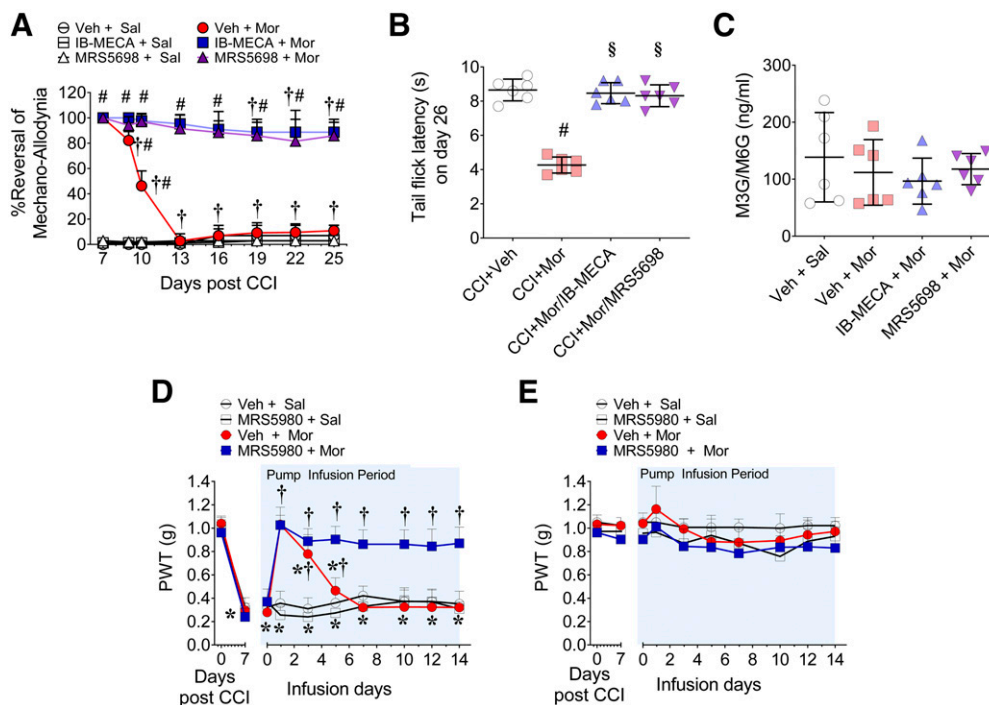 A
Veh + Sal
IB-MECA + Sal
MRS5698 + Sal
Veh + Mor
IB-MECA + Mor
MRS5698 + Mor
%Reversal of
Mechano-Allodynia
120
100
80
60
40
20
0
# # # # # †# †# †#
†#
†#
† † † † †
7 10 13 16 19 22 25
Days post CCI
B
Tail flick latency (s)
on day 26
10
8
6
4
2
0
#
§ §
CCI+Veh
CCI+Mor
CCI+Mor/IB-MECA
CCI+Mor/MRS5698
C
M3G/M6G (ng/ml)
300
200
150
100
50
0
Veh + Sal
Veh + Mor
IB-MECA + Mor
MRS5698 + Mor
D
Veh + Sal
MRS5980 + Sal
Veh + Mor
MRS5980 + Mor
Pump Infusion Period
PWT (g)
1.4
1.2
1.0
0.8
0.6
0.4
0.2
0.0
† † † † † † †
*† *†
*
* * * * * * * *
0 7
Days
post CCI
0 2 4 6 8 10 12 14
Infusion days
E
Veh + Sal
MRS5980 + Sal
Veh + Mor
MRS5980 + Mor
Pump Infusion Period
PWT (g)
1.4
1.2
1.0
0.8
0.6
0.4
0.2
0.0
0 7
Days
post CCI
0 2 4 6 8 10 12 14
Infusion days